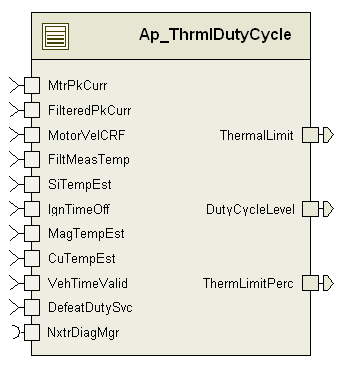 Ap_ThrmlDutyCycle
MtrPkCurr
FilteredPkCurr
MotorVelCRF
ThermalLimit
FiltMeasTemp
SiTempEst
IgnTimeOff
DutyCycleLevel
MagTempEst
CuTempEst
VehTimeValid
ThermLimitPerc
DefeatDutySvc
NxtrDiagMgr